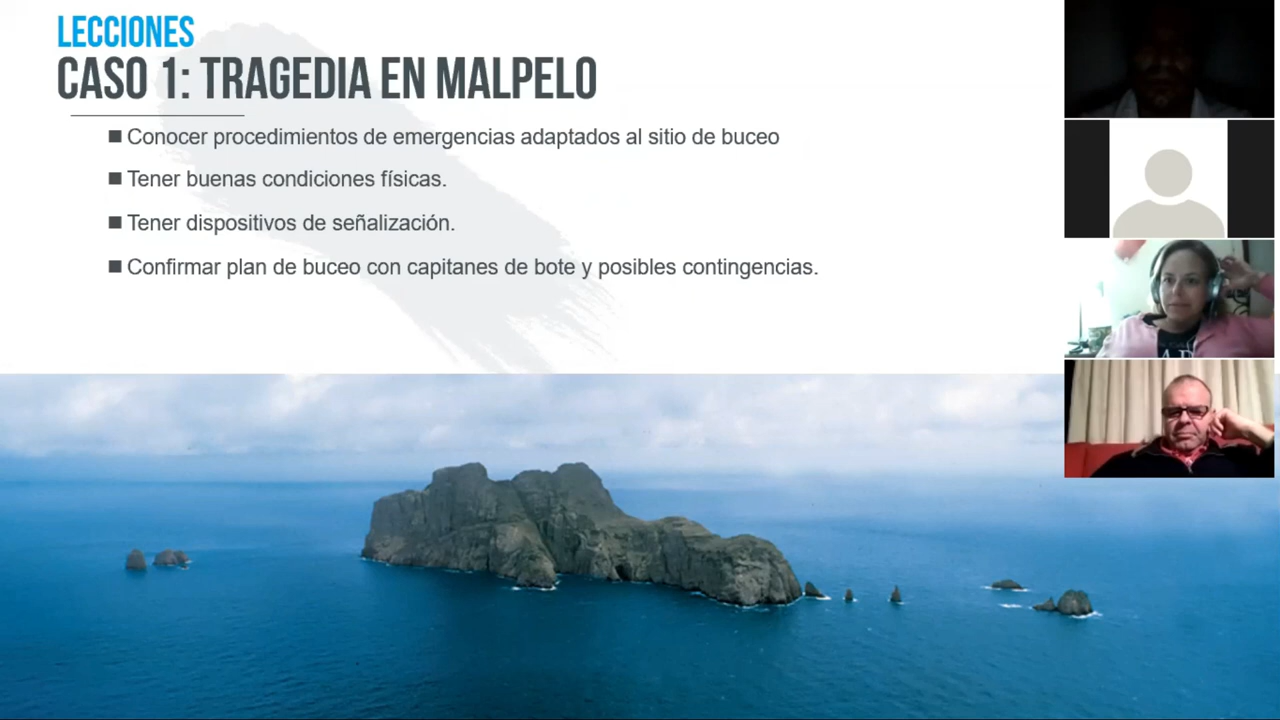 LECCIONES
CASO 1: TRAGEDIA EN MALPELO
■ Conocer procedimientos de emergencias adaptados al sitio de buceo
■ Tener buenas condiciones físicas.
■ Tener dispositivos de señalización.
■ Confirmar plan de buceo con capitanes de bote y posibles contingencias.